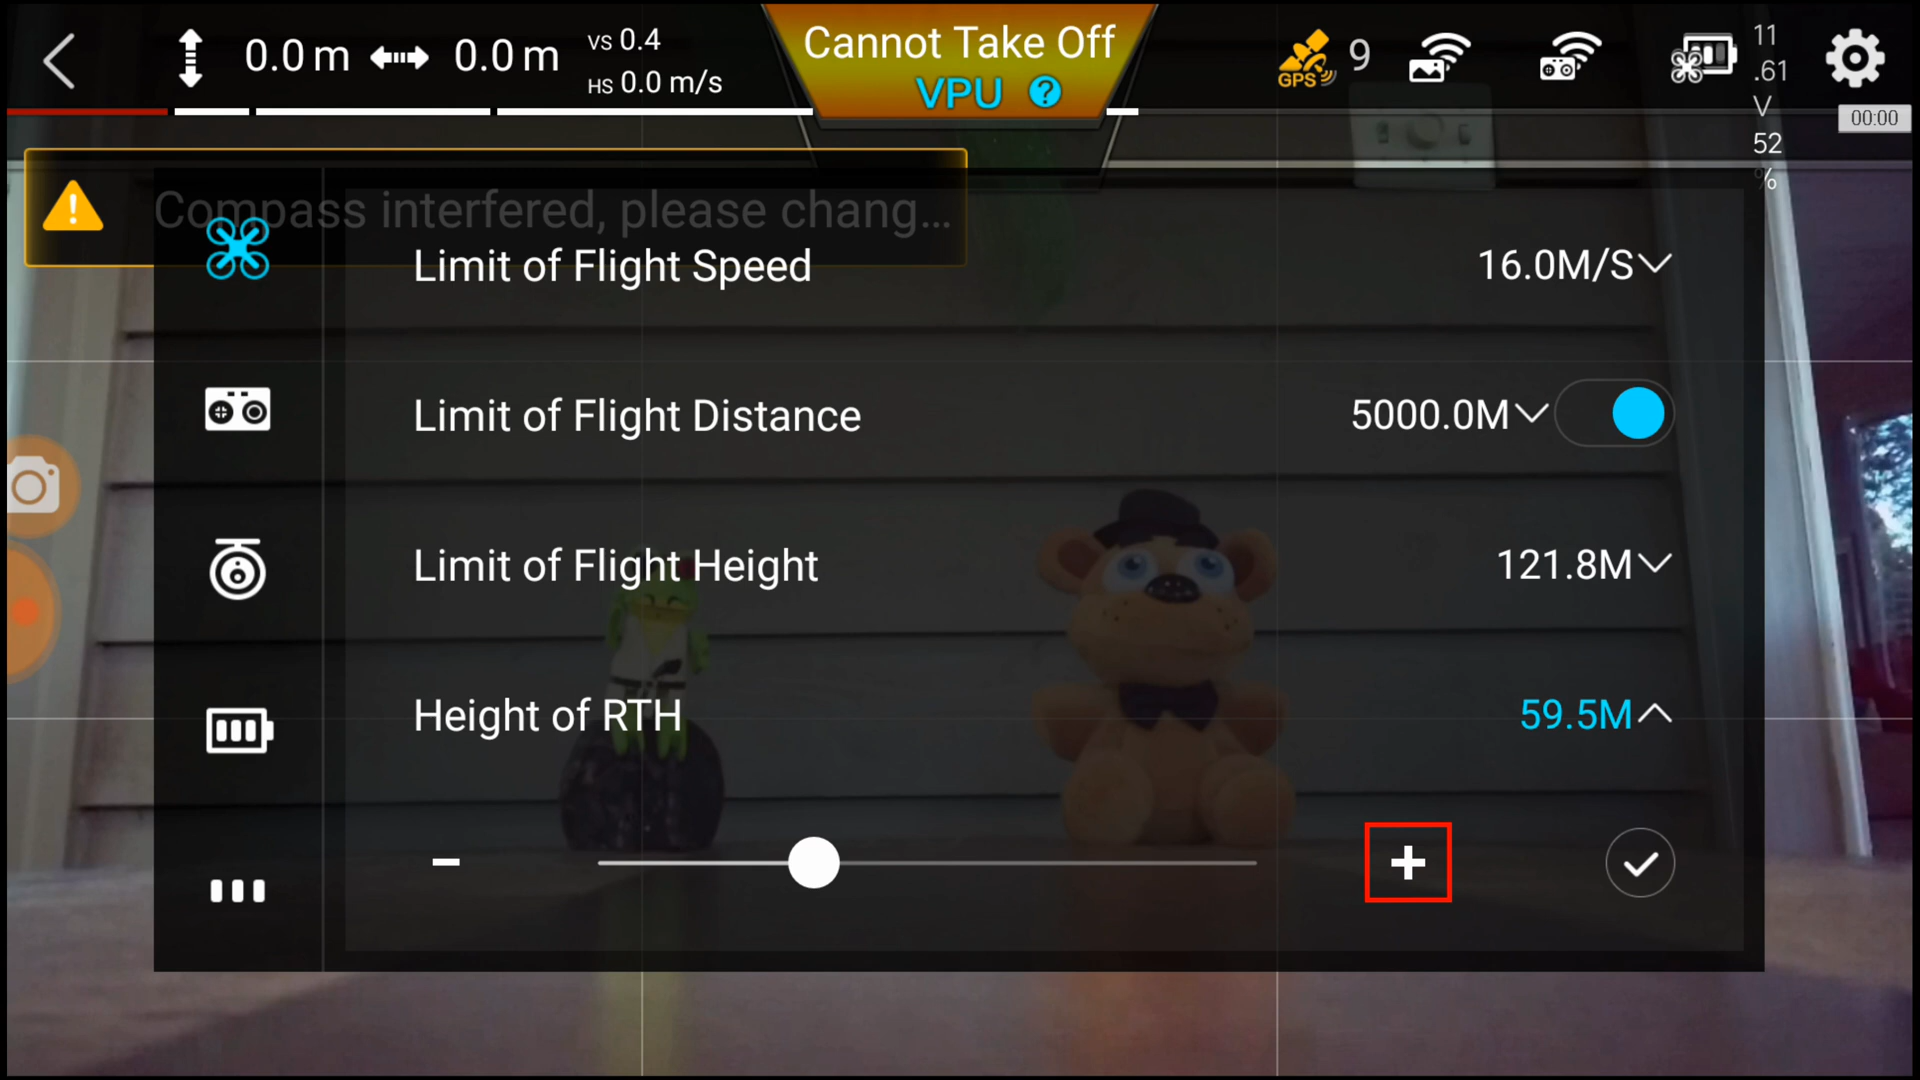 0.0 m 0.0 m VS 0.4
HS 0.0 m/s
Cannot Take Off
VPU ?
GPS 9
11
.61
V
52
%
00:00
Compass interfered, please chang...
Limit of Flight Speed 16.0M/S
Limit of Flight Distance 5000.0M
Limit of Flight Height 121.8M
Height of RTH 59.5M